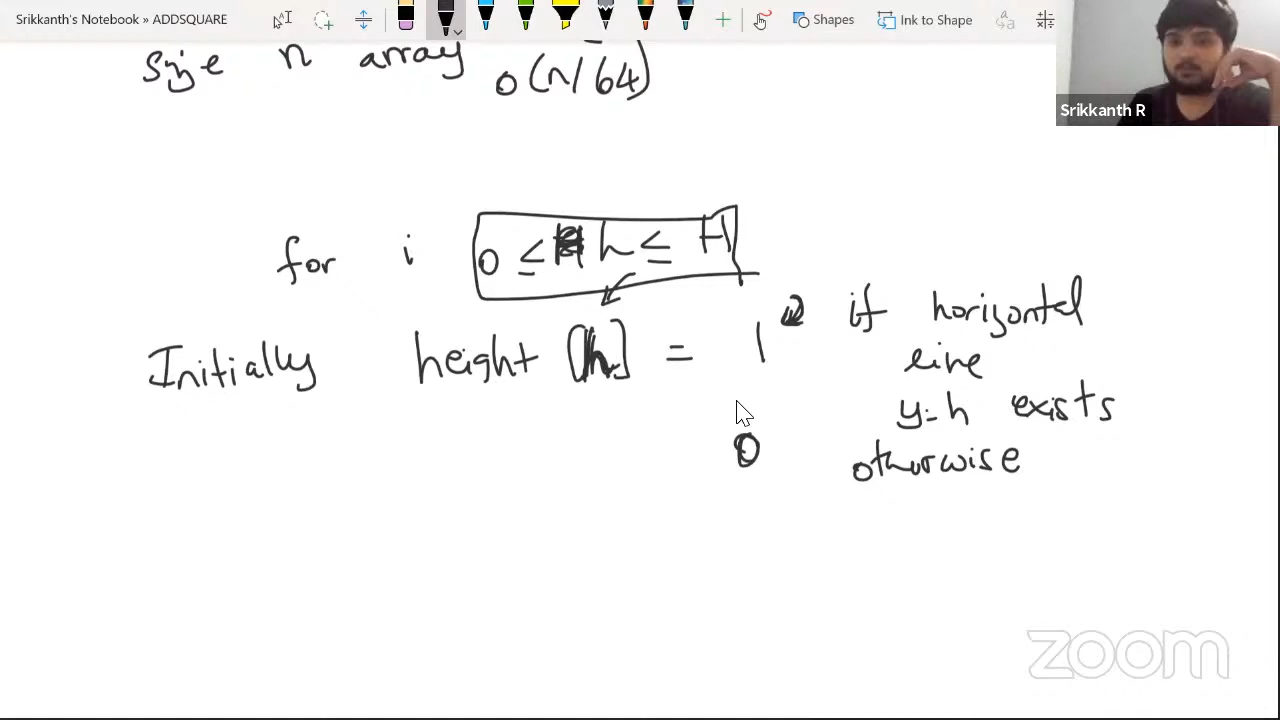 Srikkanth's Notebook » ADDSQUARE
Shapes
Ink to Shape
Srikkanth R
size n array O(n/64)
for i 0 ≤ h ≤ H
Initially height [h] = 1 if horizontal
line
y=h exists
0 otherwise
zoom